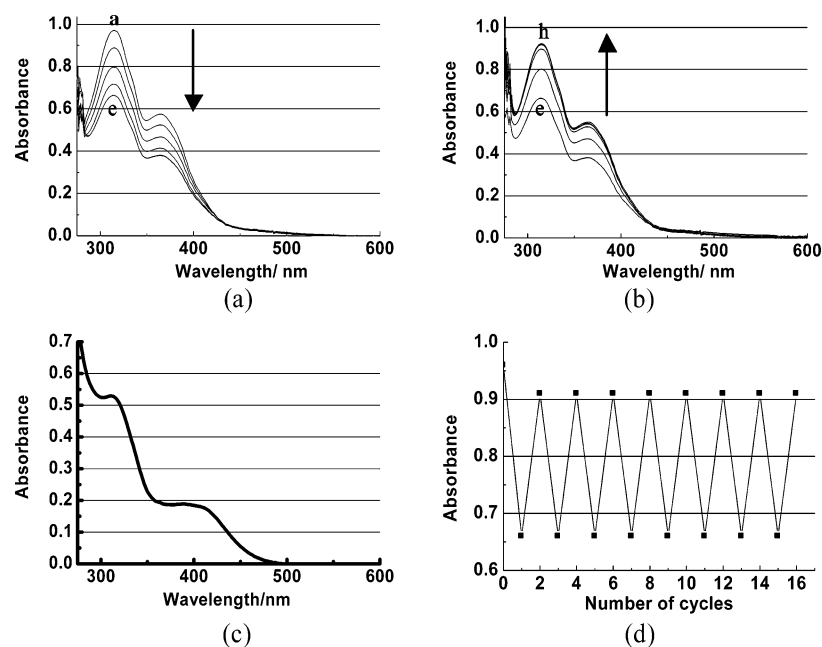 1.0
0.8
0.6
0.4
0.2
0.0
Absorbance
a
e
300
400
500
600
Wavelength/ nm
(a)
1.0
0.8
0.6
0.4
0.2
0.0
Absorbance
h
e
300
400
500
600
Wavelength/ nm
(b)
0.7
0.6
0.5
0.4
0.3
0.2
0.1
0.0
Absorbance
300
400
500
600
Wavelength/nm
(c)
1.0
0.9
0.8
0.7
0.6
Absorbance
0 2 4 6 8 10 12 14 16
Number of cycles
(d)